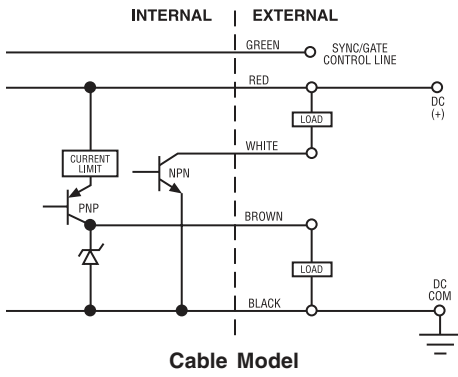 INTERNAL EXTERNAL
GREEN
SYNC/GATE
CONTROL LINE
RED
DC
(+)
LOAD
WHITE
CURRENT
LIMIT
NPN
PNP
BROWN
LOAD
DC
COM
BLACK
Cable Model